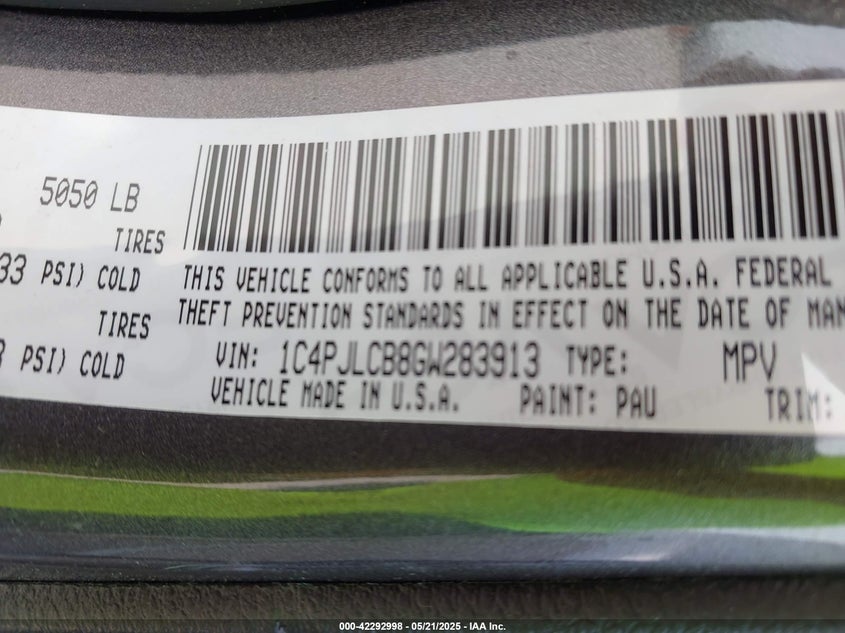 5050 LB
TIRES
33 PSI) COLD
TIRES
PSI) COLD
THIS VEHICLE CONFORMS TO ALL APPLICABLE U.S.A. FEDERAL
THEFT PREVENTION STANDARDS IN EFFECT ON THE DATE OF MAN
VIN: 1C4PJLCB8GW283913 TYPE: MPV
VEHICLE MADE IN U.S.A. PAINT: PAU TRIM:
000-42292998 - 05/21/2025 - IAA Inc.